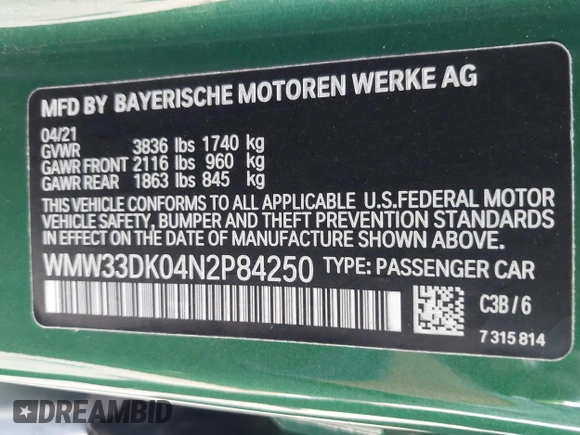 MFD BY BAYERISCHE MOTOREN WERKE AG
04/21
GVWR 3836 lbs 1740 kg
GAWR FRONT 2116 lbs 960 kg
GAWR REAR 1863 lbs 845 kg
THIS VEHICLE CONFORMS TO ALL APPLICABLE U.S.FEDERAL MOTOR
VEHICLE SAFETY, BUMPER AND THEFT PREVENTION STANDARDS
IN EFFECT ON THE DATE OF MANUFACTURE SHOWN ABOVE.
WMW33DK04N2P84250 TYPE: PASSENGER CAR
C3B / 6
7 315 814
DREAMBID